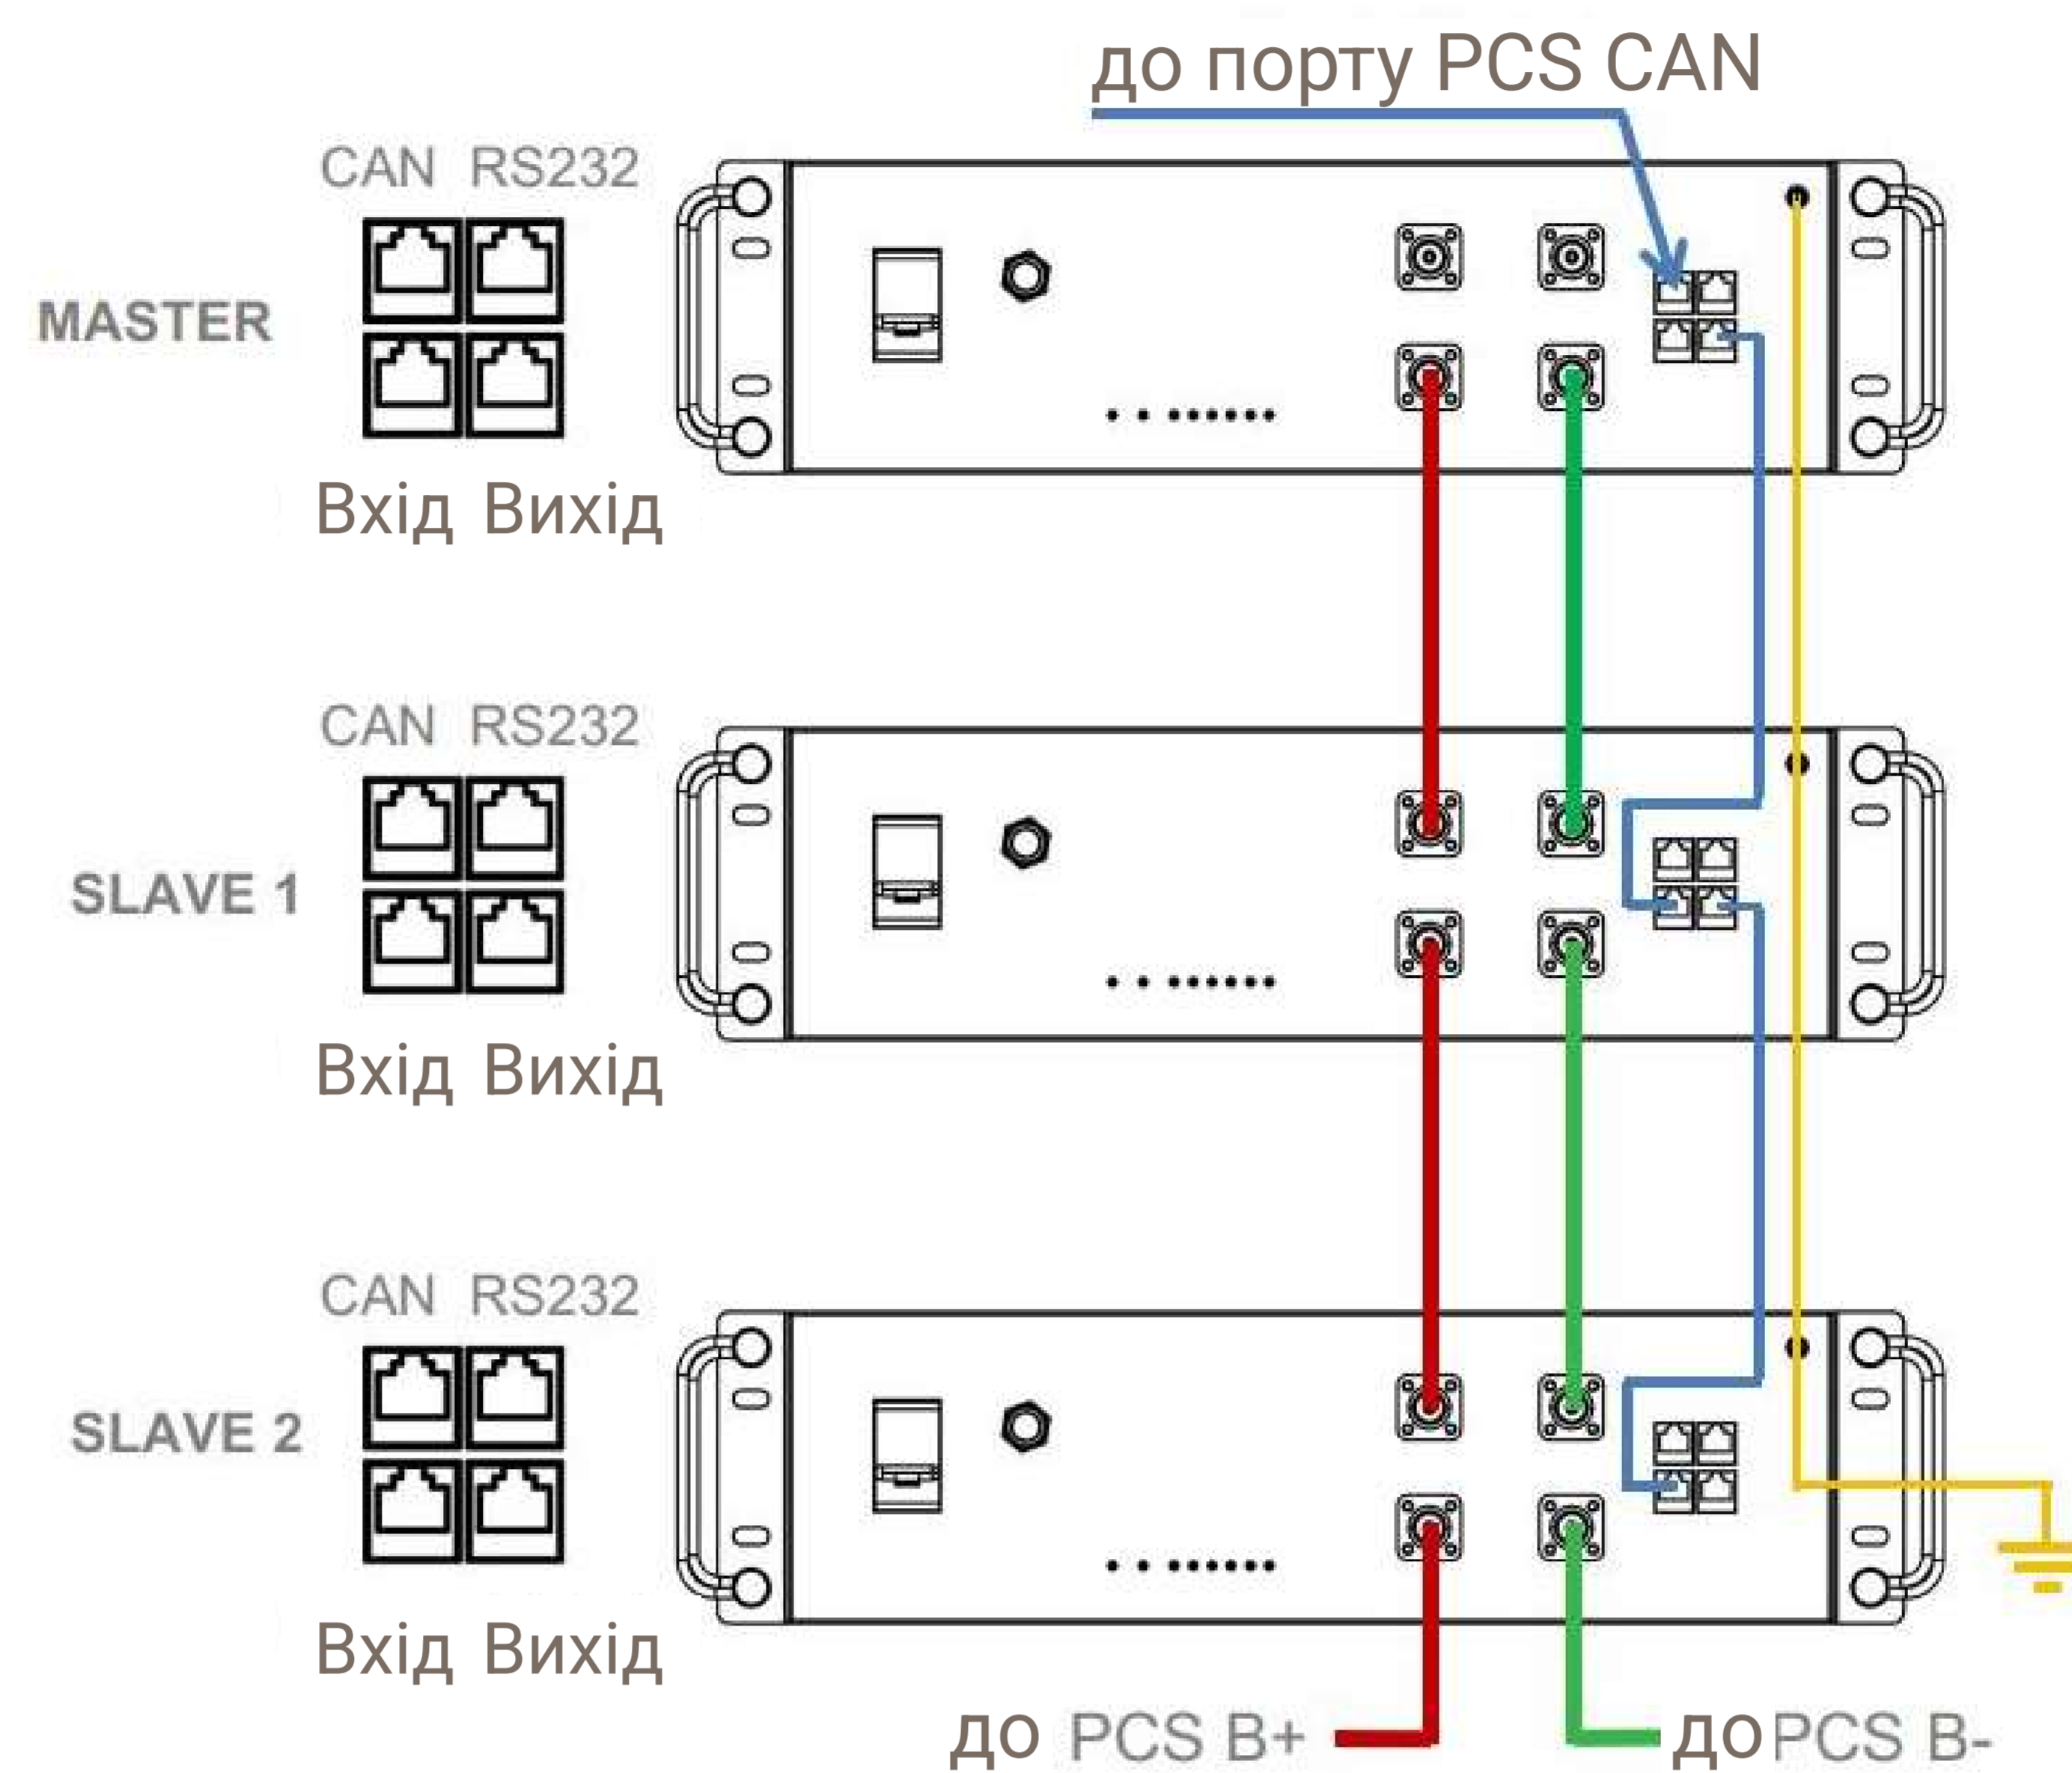 до порту PCS CAN
CAN RS232
MASTER
Вхід Вихід
CAN RS232
SLAVE 1
Вхід Вихід
CAN RS232
SLAVE 2
Вхід Вихід
до PCS B+
до PCS B-